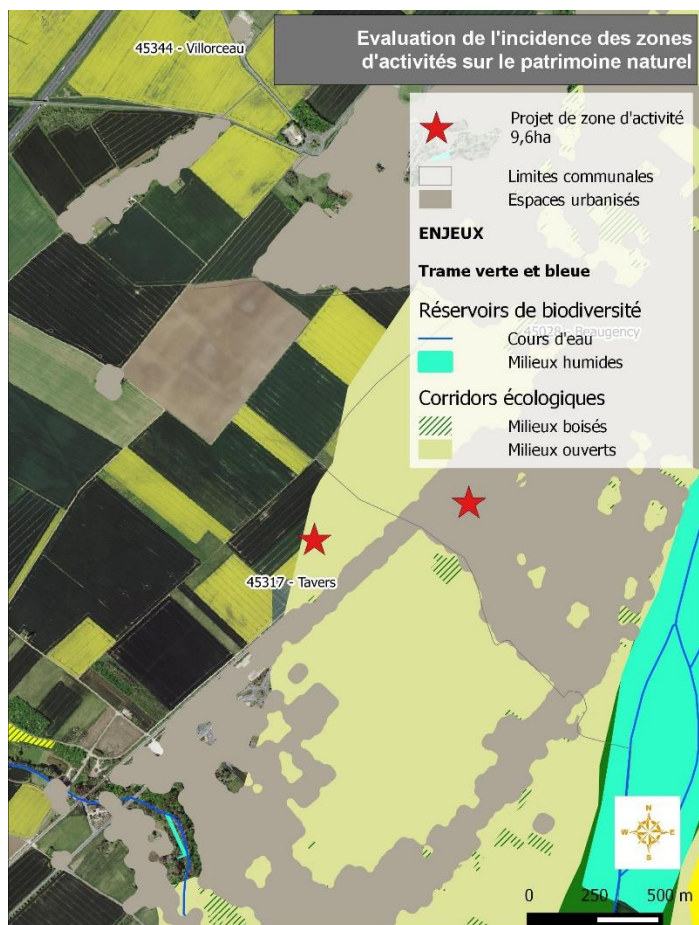 Evaluation de l'incidence des zones
d'activités sur le patrimoine naturel
45344 - Villorceau
Projet de zone d'activité
9,6ha
Limites communales
Espaces urbanisés
ENJEUX
Trame verte et bleue
Réservoirs de biodiversité
45028 - Beaugency
Cours d'eau
Milieux humides
Corridors écologiques
Milieux boisés
Milieux ouverts
45317 - Tavers
N
W E
S
0 250 500 m